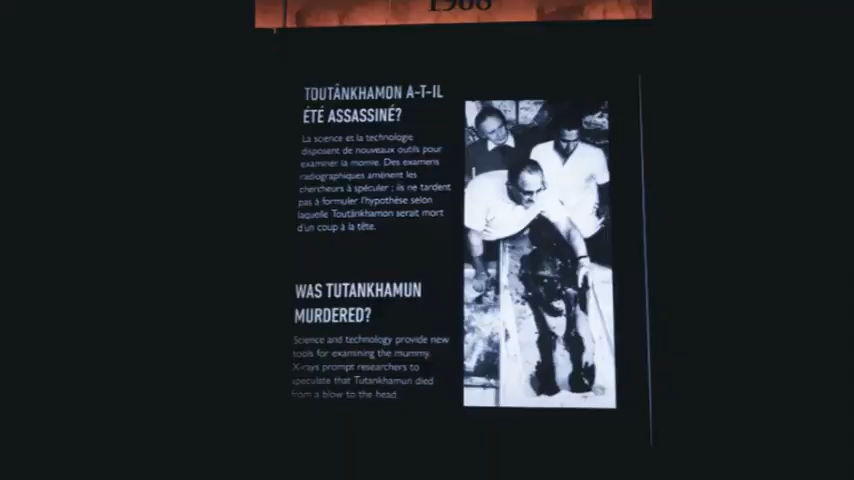 1968
TOUTÂNKHAMON A-T-IL
ÉTÉ ASSASSINÉ?
La science et la technologie
disposent de nouveaux outils pour
examiner la momie. Des examens
radiographiques amènent les
chercheurs à spéculer : ils ne tardent
pas à formuler l'hypothèse selon
laquelle Toutânkhamon serait mort
d'un coup à la tête.
WAS TUTANKHAMUN
MURDERED?
Science and technology provide new
tools for examining the mummy.
X-rays prompt researchers to
speculate that Tutankhamun died
from a blow to the head.